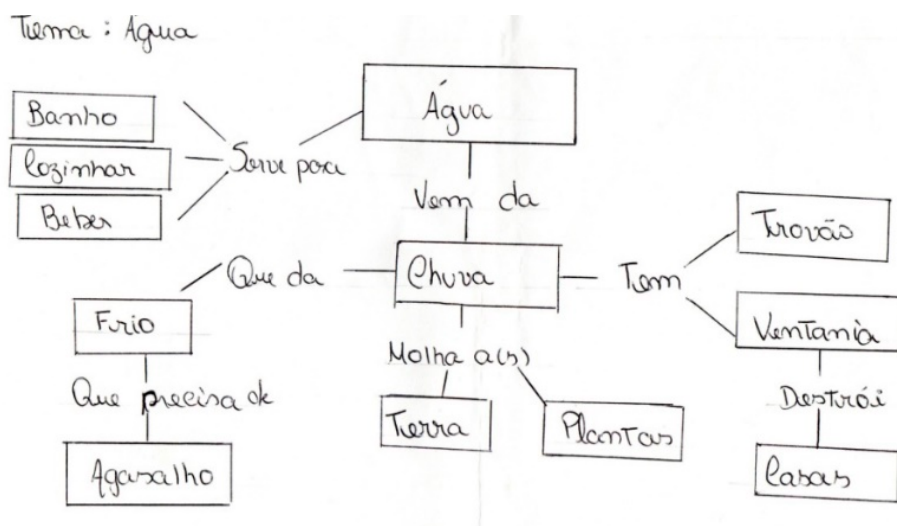 Tema: Água
Água
Banho
Cozinhar
Beber
Serve para
Vem da
Trovão
Que da
Chuva
Tem
Frio
Ventania
Molha a(s)
Que precisa de
Destrói
Terra
Plantas
Agasalho
Casas